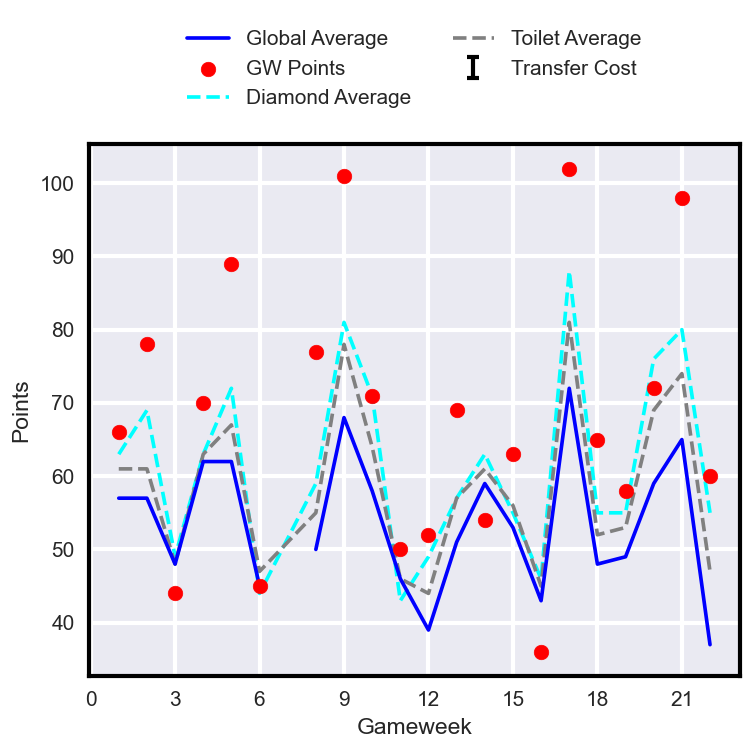 Global Average
GW Points
Diamond Average
Toilet Average
Transfer Cost
100
90
80
70
60
50
40
Points
0 3 6 9 12 15 18 21
Gameweek